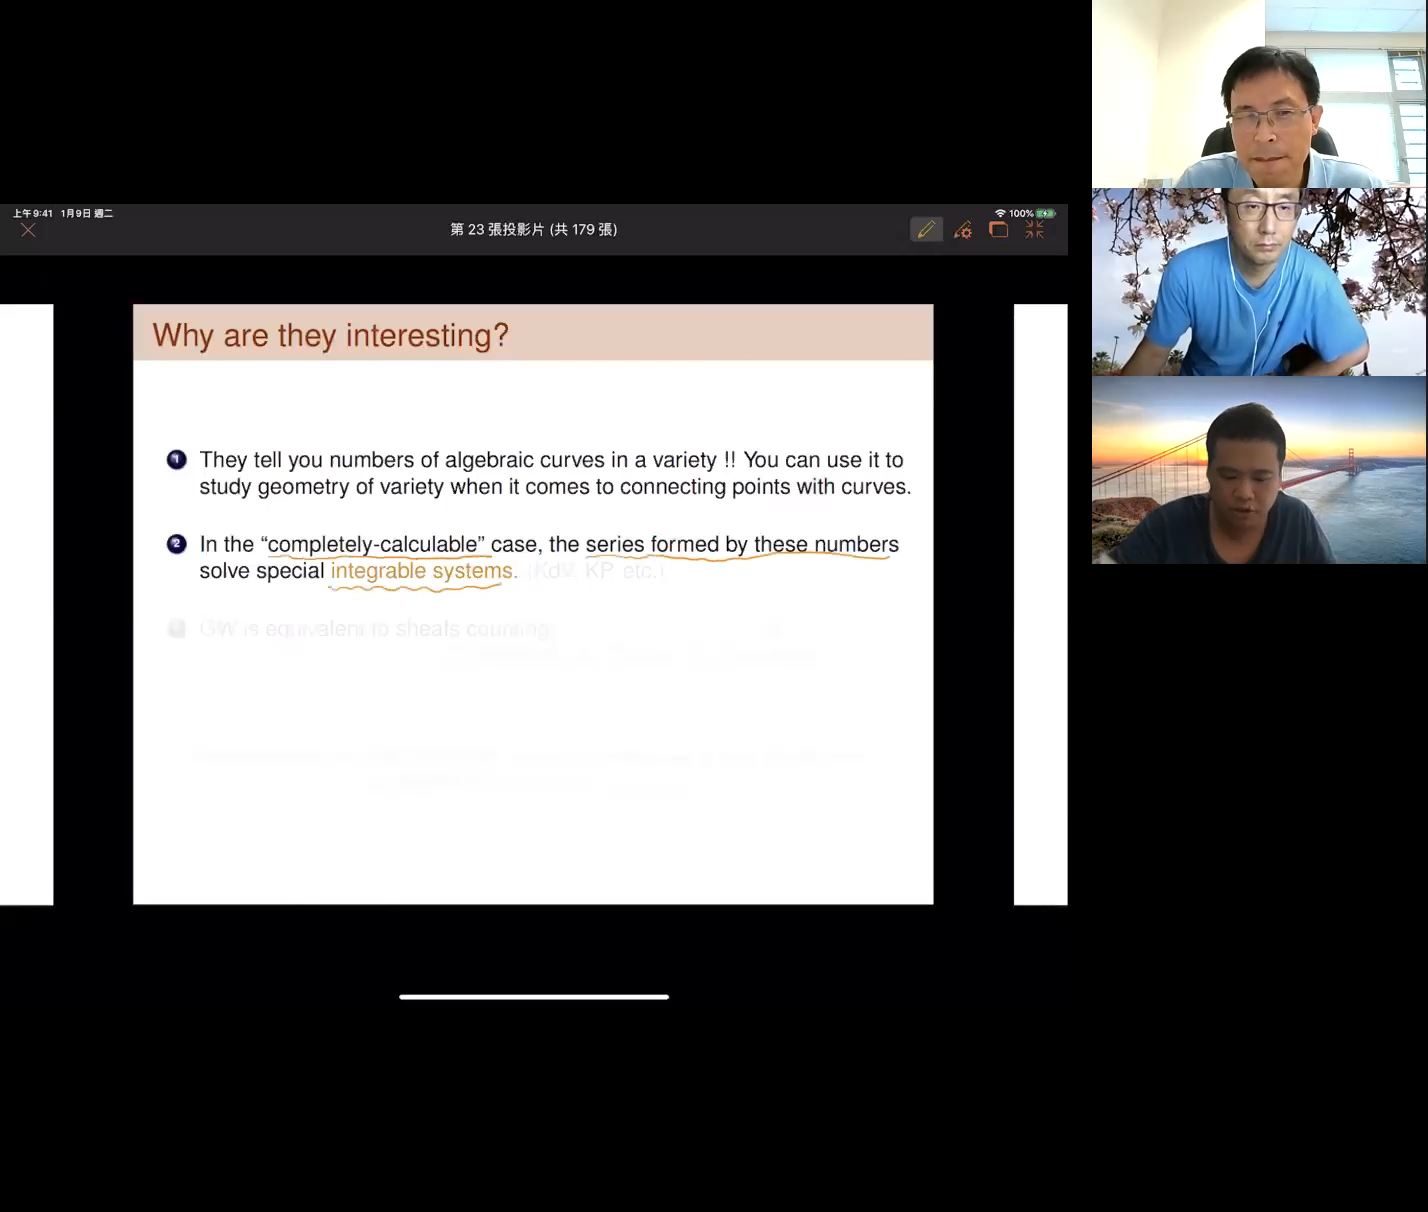 上午9:41 1月9日 週二
100%
第 23 張投影片 (共 179 張)
Why are they interesting?
1 They tell you numbers of algebraic curves in a variety !! You can use it to
study geometry of variety when it comes to connecting points with curves.
2 In the “completely-calculable” case, the series formed by these numbers
solve special integrable systems. (KdV, KP etc.)
GW is equivalent to sheafs counting